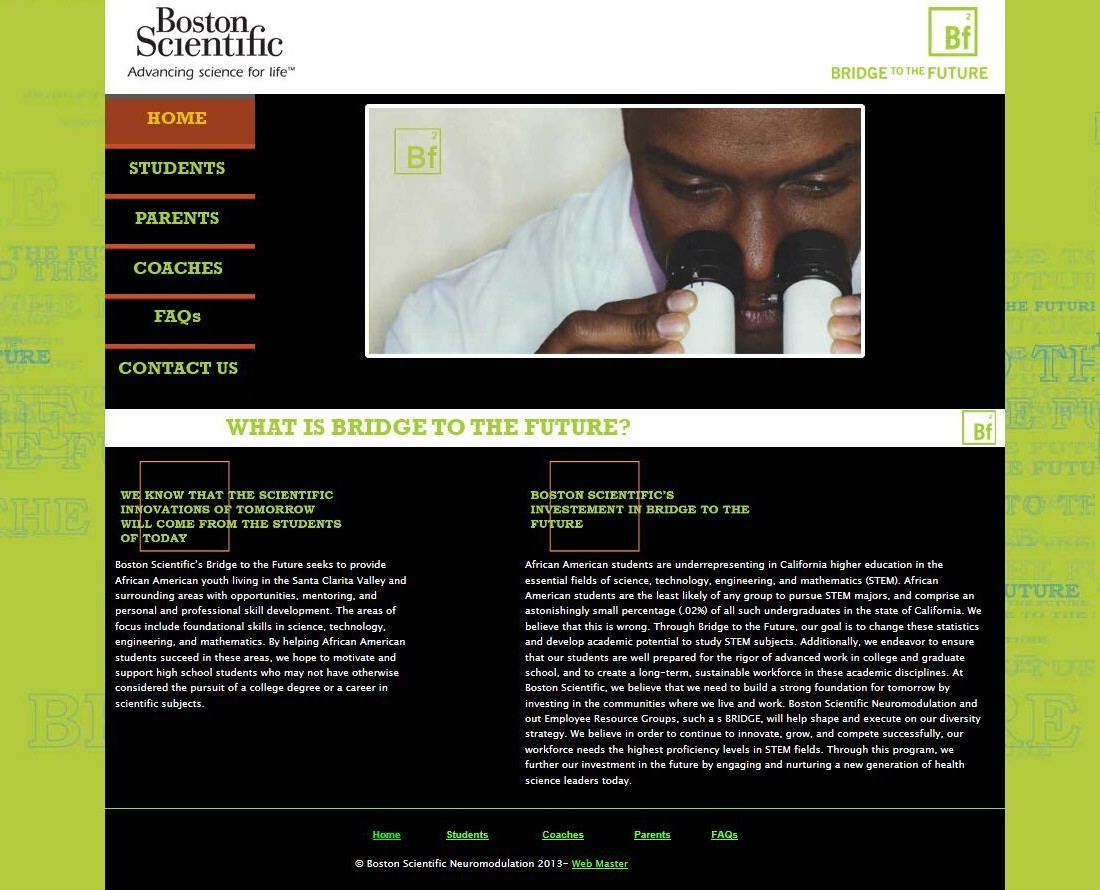 Boston
Scientific
Advancing science for life™
2
Bf
BRIDGE TO THE FUTURE
HOME
STUDENTS
PARENTS
COACHES
FAQs
CONTACT US
2
Bf
WHAT IS BRIDGE TO THE FUTURE?
2
Bf
WE KNOW THAT THE SCIENTIFIC
INNOVATIONS OF TOMORROW
WILL COME FROM THE STUDENTS
OF TODAY
Boston Scientific's Bridge to the Future seeks to provide
African American youth living in the Santa Clarita Valley and
surrounding areas with opportunities, mentoring, and
personal and professional skill development. The areas of
focus include foundational skills in science, technology,
engineering, and mathematics. By helping African American
students succeed in these areas, we hope to motivate and
support high school students who may not have otherwise
considered the pursuit of a college degree or a career in
scientific subjects.
BOSTON SCIENTIFIC'S
INVESTEMENT IN BRIDGE TO THE
FUTURE
African American students are underrepresenting in California higher education in the
essential fields of science, technology, engineering, and mathematics (STEM). African
American students are the least likely of any group to pursue STEM majors, and comprise an
astonishingly small percentage (.02%) of all such undergraduates in the state of California. We
believe that this is wrong. Through Bridge to the Future, our goal is to change these statistics
and develop academic potential to study STEM subjects. Additionally, we endeavor to ensure
that our students are well prepared for the rigor of advanced work in college and graduate
school, and to create a long-term, sustainable workforce in these academic disciplines. At
Boston Scientific, we believe that we need to build a strong foundation for tomorrow by
investing in the communities where we live and work. Boston Scientific Neuromodulation and
out Employee Resource Groups, such a s BRIDGE, will help shape and execute on our diversity
strategy. We believe in order to continue to innovate, grow, and compete successfully, our
workforce needs the highest proficiency levels in STEM fields. Through this program, we
further our investment in the future by engaging and nurturing a new generation of health
science leaders today.
Home Students Coaches Parents FAQs
© Boston Scientific Neuromodulation 2013- Web Master